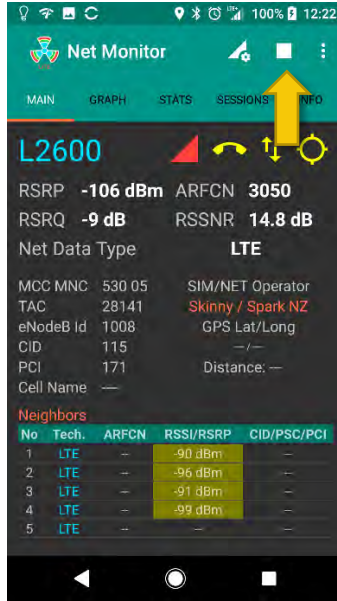 LTE+ 100% 12:22
Net Monitor
MAIN GRAPH STATS SESSIONS NFO
L2600
RSRP -106 dBm ARFCN 3050
RSRQ -9 dB RSSNR 14.8 dB
Net Data Type LTE
MCC MNC 530 05 SIM/NET Operator
TAC 28141 Skinny / Spark NZ
eNodeB Id 1008 GPS Lat/Long
CID 115 –/–
PCI 171 Distance: —
Cell Name —
Neighbors
No Tech. ARFCN RSSI/RSRP CID/PSC/PCI
1 LTE – -90 dBm –
2 LTE – -96 dBm –
3 LTE – -91 dBm –
4 LTE – -99 dBm –
5 LTE – – –